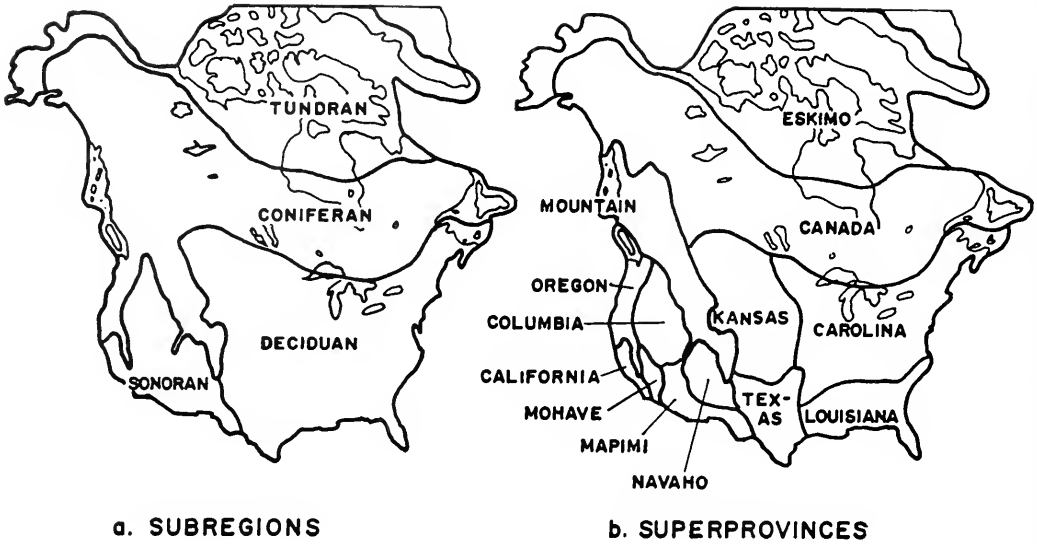 TUNDRAN
CONIFERAN
DECIDUAN
SONORAN
a. SUBREGIONS
ESKIMO
MOUNTAIN
CANADA
OREGON
COLUMBIA
KANSAS
CAROLINA
CALIFORNIA
MOHAVE
TEX-
AS
LOUISIANA
MAPIMI
NAVAHO
b. SUPERPROVINCES